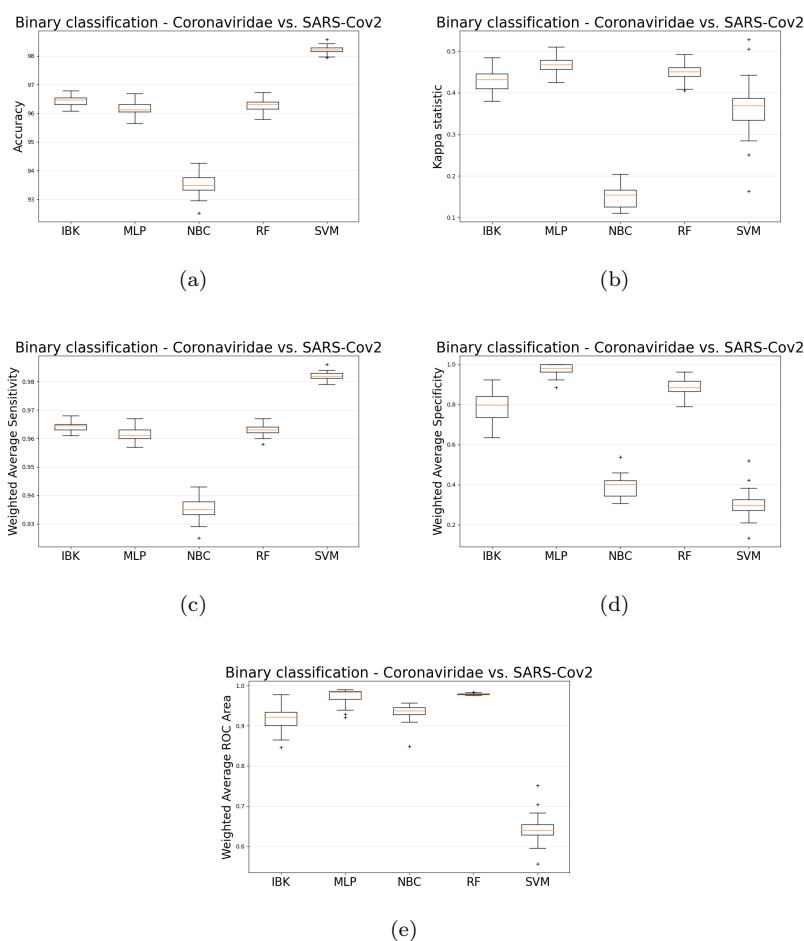 Binary classification - Coronaviridae vs. SARS-Cov2
Accuracy
98
97
96
95
94
93
IBK MLP NBC RF SVM
(a)
Binary classification - Coronaviridae vs. SARS-Cov2
Kappa statistic
0.5
0.4
0.3
0.2
0.1
IBK MLP NBC RF SVM
(b)
Binary classification - Coronaviridae vs. SARS-Cov2
Weighted Average Sensitivity
0.98
0.97
0.96
0.95
0.94
0.93
IBK MLP NBC RF SVM
(c)
Binary classification - Coronaviridae vs. SARS-Cov2
Weighted Average Specificity
1.0
0.8
0.6
0.4
0.2
IBK MLP NBC RF SVM
(d)
Binary classification - Coronaviridae vs. SARS-Cov2
Weighted Average ROC Area
1.0
0.9
0.8
0.7
0.6
IBK MLP NBC RF SVM
(e)